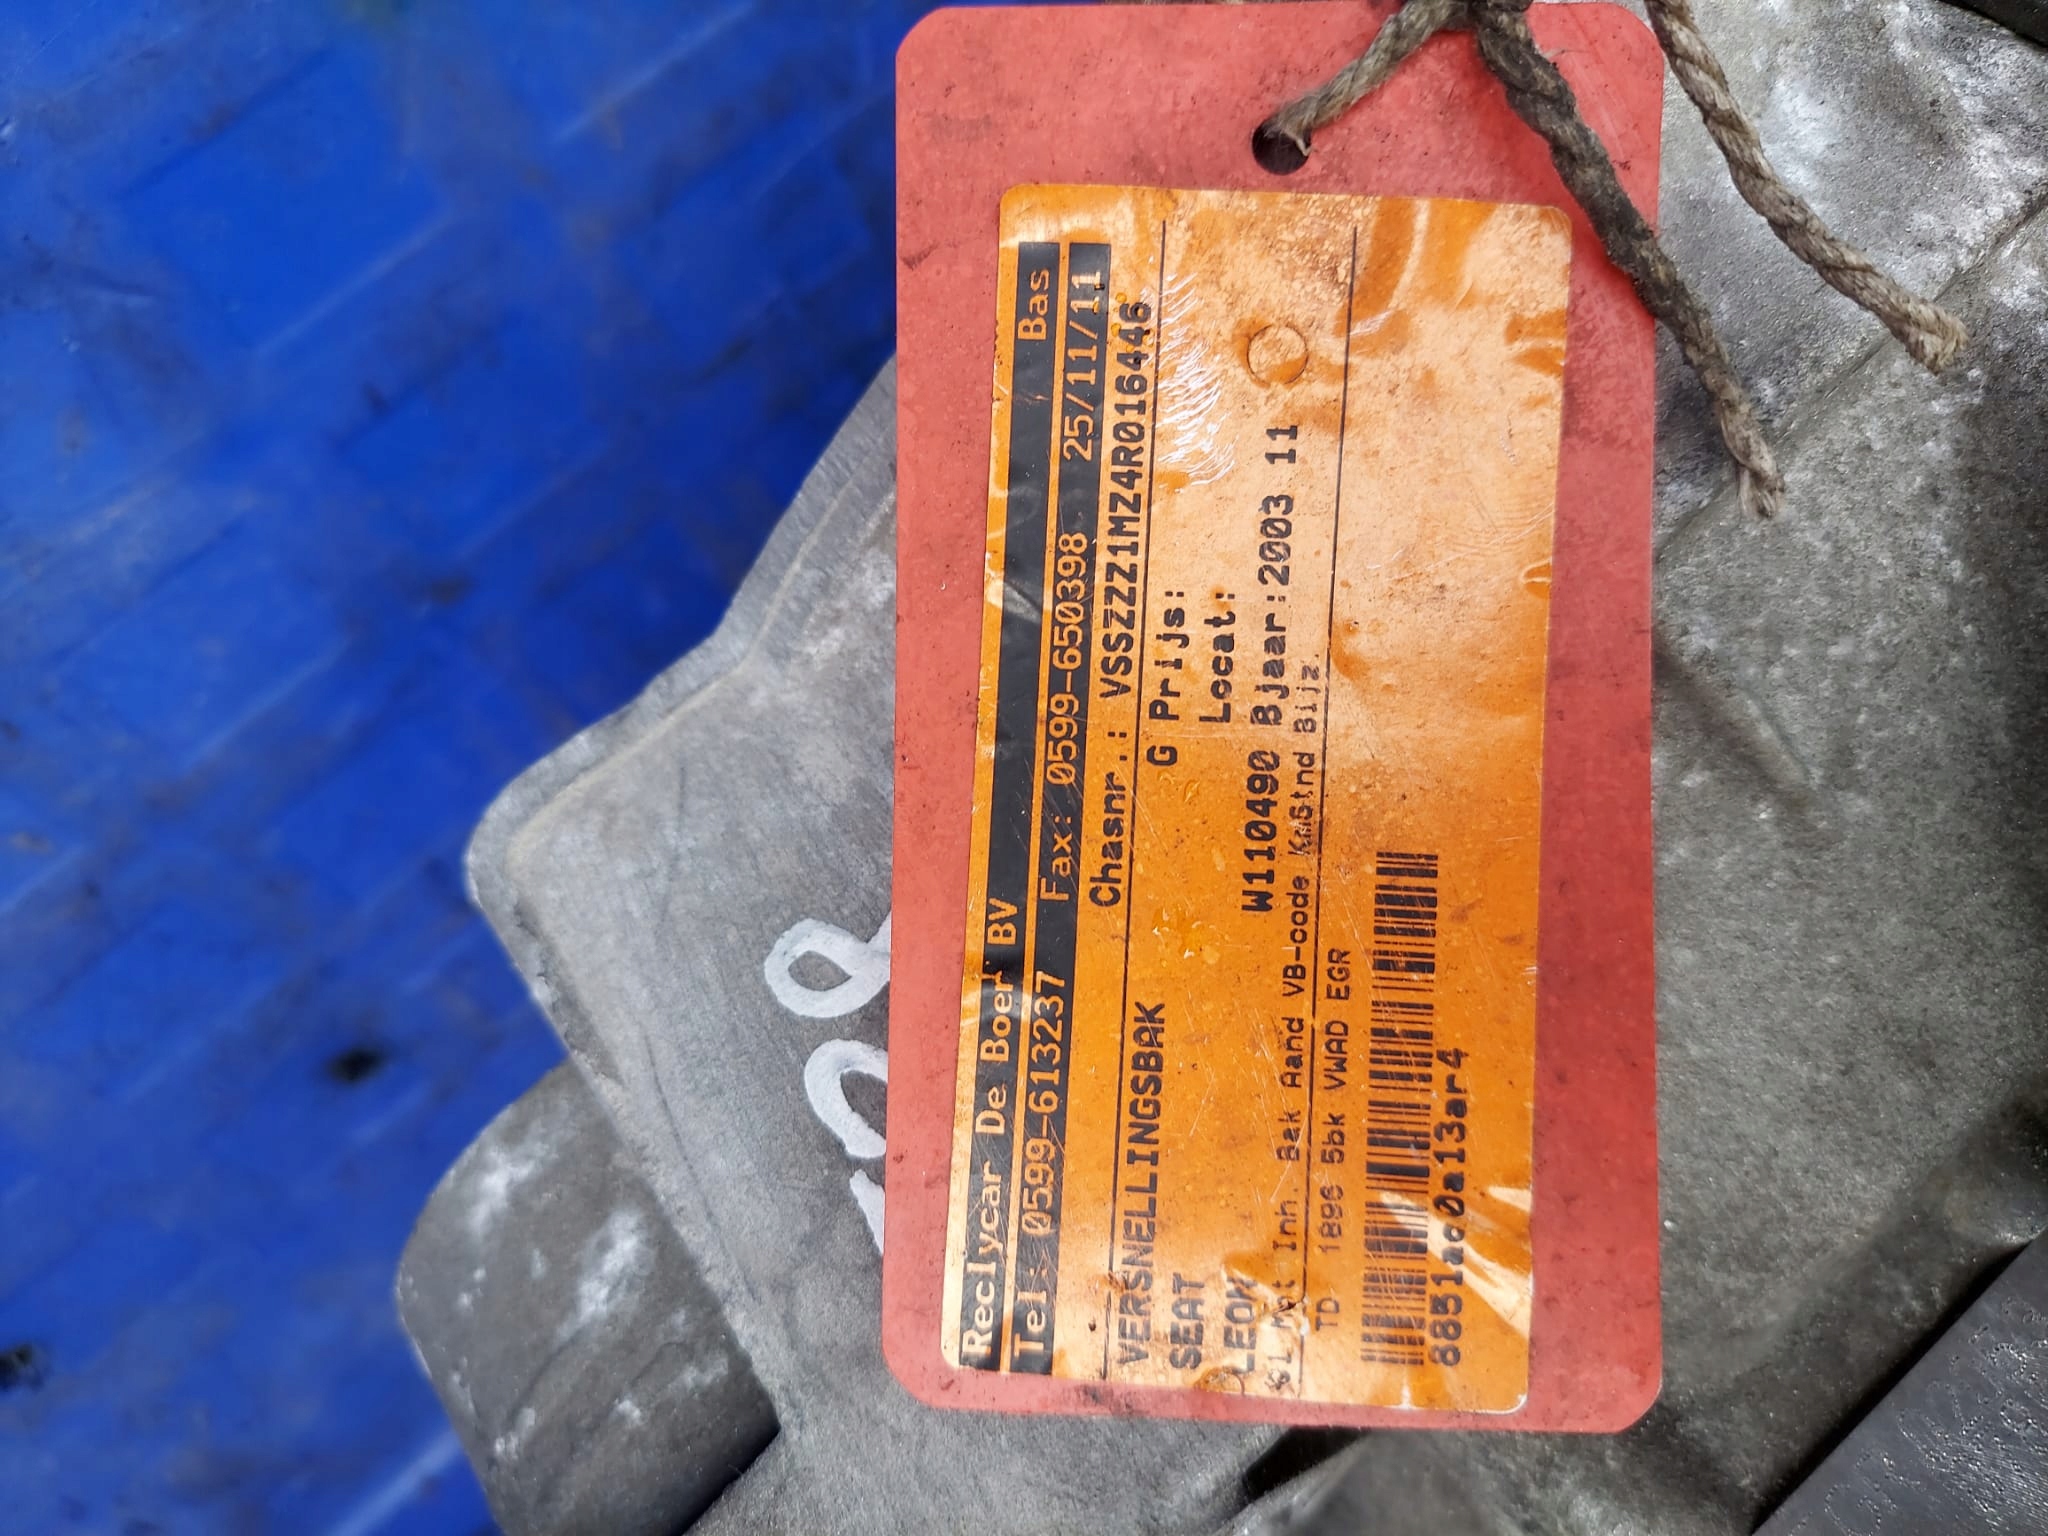 Reclycar De Boer BV Bas
Tel: 0599-613237 Fax: 0599-650398 25/11/11
Chasnr.: VSSZZZ1MZ4R016446
VERSNELLINGSBAK G Prijs:
SEAT Locat:
LEON W110490 Bjaar:2003 11
Mot Inh. Bak Aand VB-code KmStnd Bijz.
TD 1896 5bk VWAD EGR